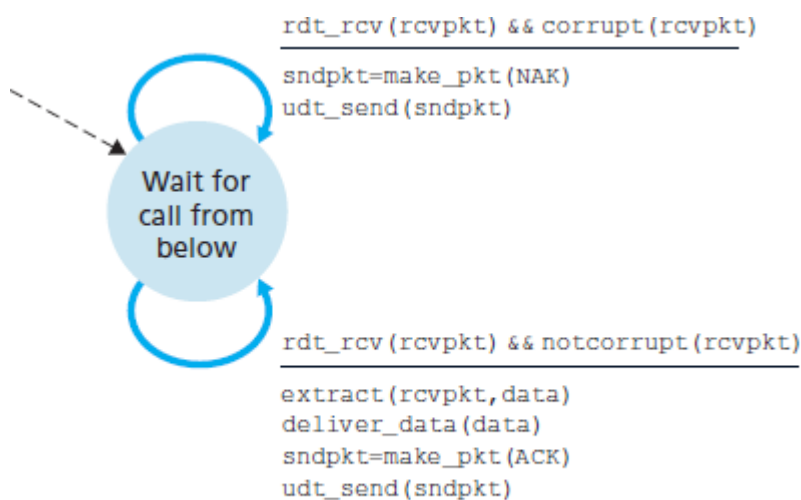 rdt_rcv(rcvpkt) && corrupt(rcvpkt)
sndpkt=make_pkt(NAK)
udt_send(sndpkt)
Wait for
call from
below
rdt_rcv(rcvpkt) && notcorrupt(rcvpkt)
extract(rcvpkt,data)
deliver_data(data)
sndpkt=make_pkt(ACK)
udt_send(sndpkt)